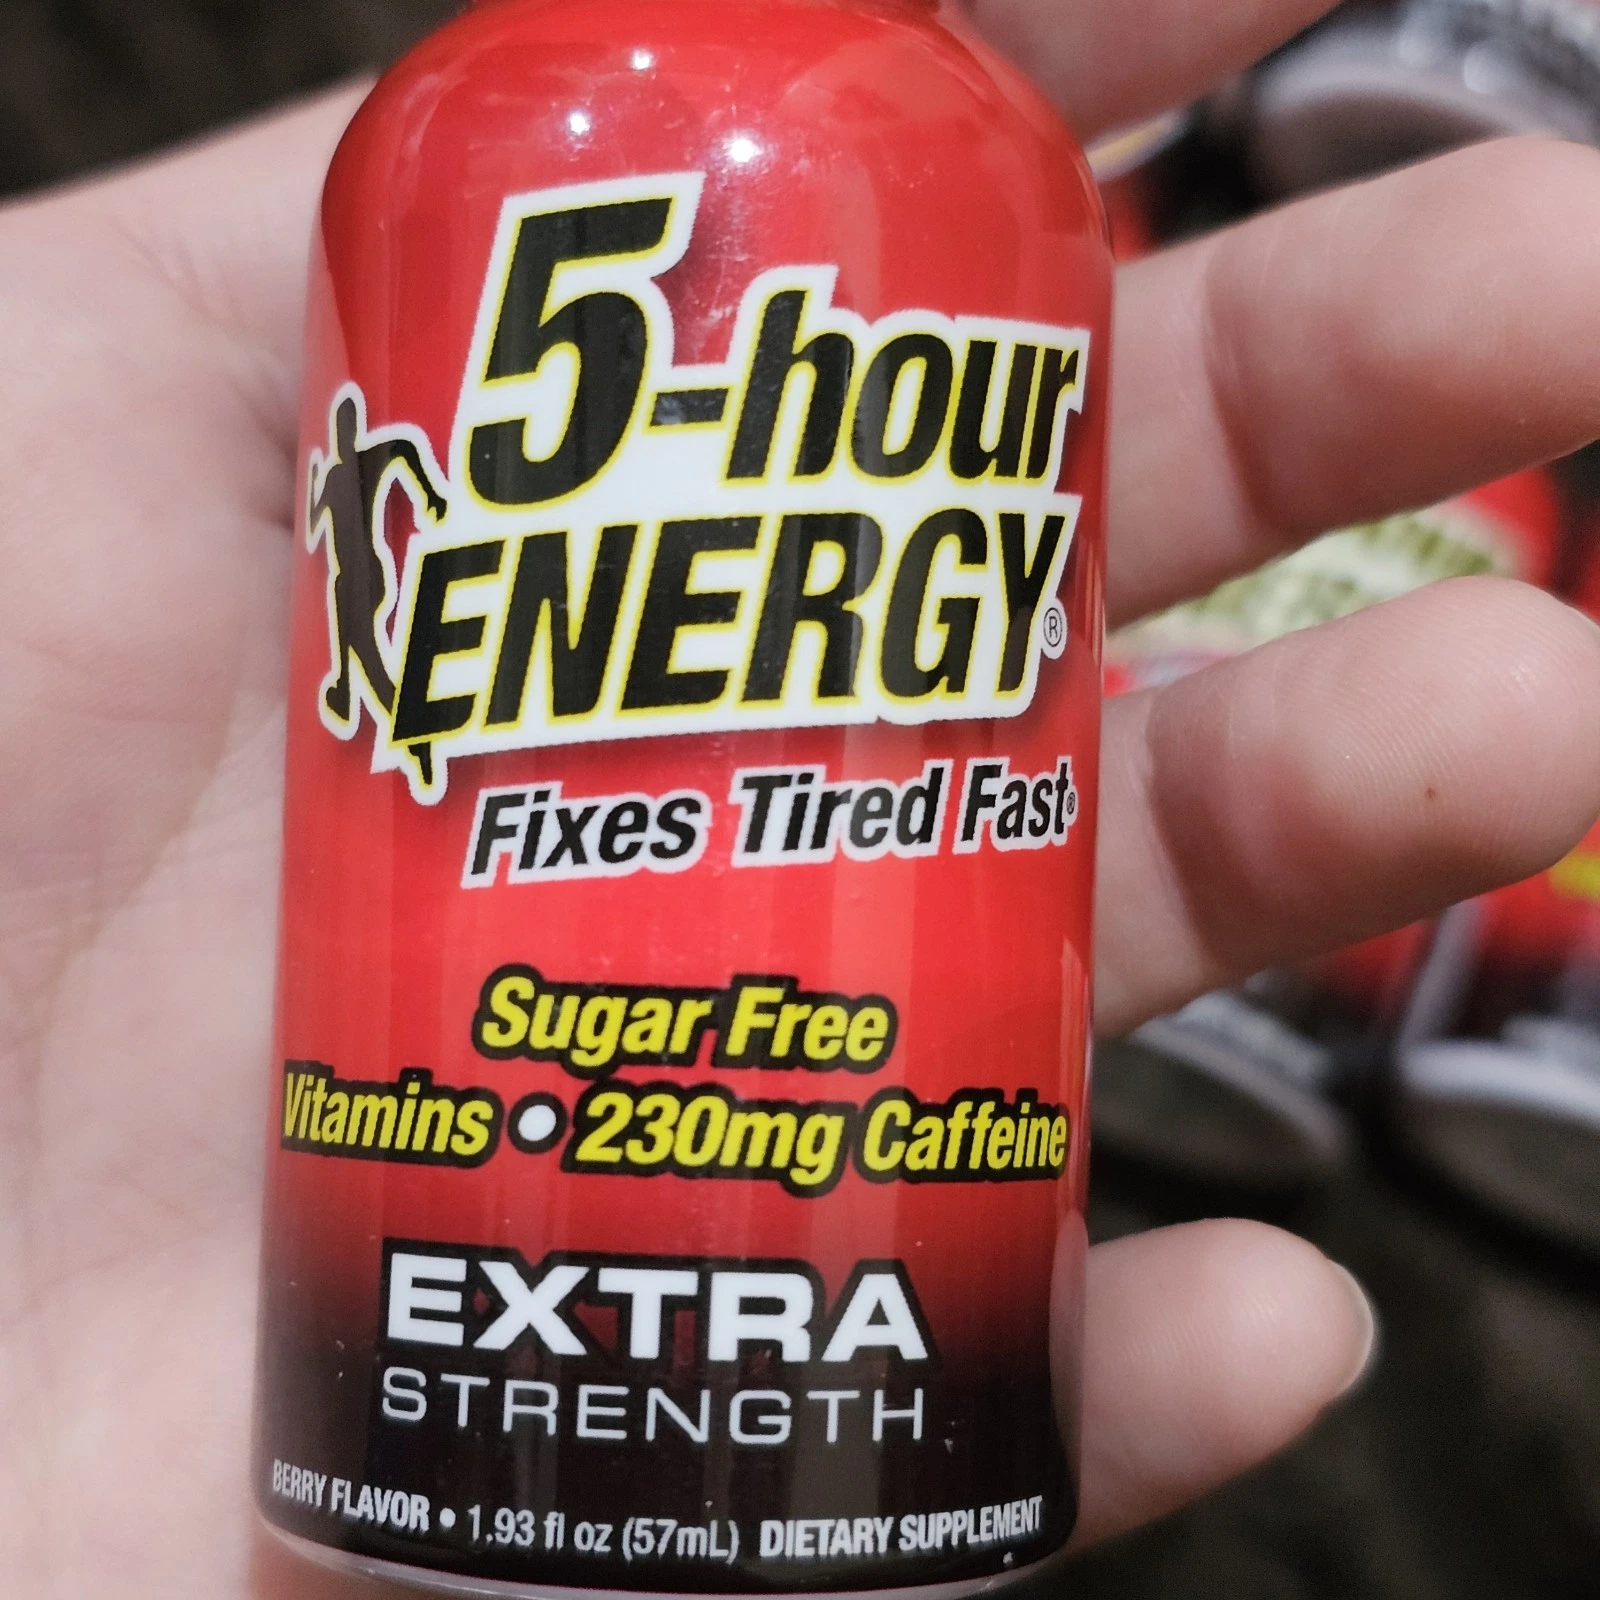 5-hour
ENERGY®
Fixes Tired Fast®
Sugar Free
Vitamins • 230mg Caffeine
EXTRA
STRENGTH
BERRY FLAVOR • 1.93 fl oz (57mL) DIETARY SUPPLEMENT